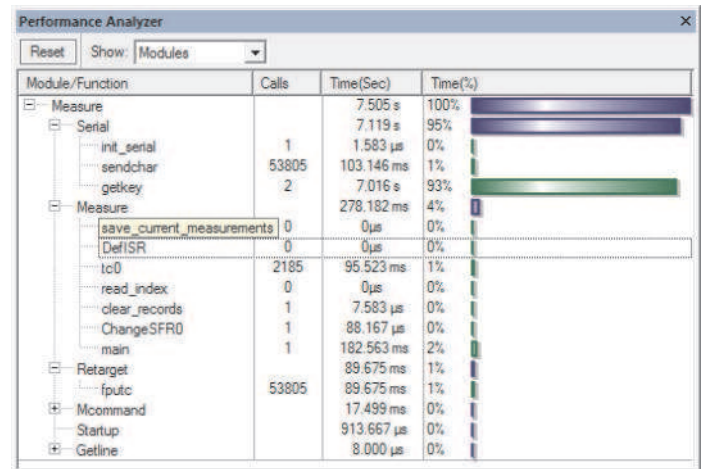 Performance Analyzer ×
Reset Show: Modules
Module/Function Calls Time(Sec) Time(%)
Measure 7.505 s 100%
Serial 7.119 s 95%
init_serial 1 1.583 µs 0%
sendchar 53805 103.146 ms 1%
getkey 2 7.016 s 93%
Measure 278.182 ms 4%
save_current_measurements 0 0µs 0%
DefISR 0 0µs 0%
tc0 2185 95.523 ms 1%
read_index 0 0µs 0%
clear_records 1 7.583 µs 0%
ChangeSFR0 1 88.167 µs 0%
main 1 182.563 ms 2%
Retarget 89.675 ms 1%
fputc 53805 89.675 ms 1%
Mcommand 17.499 ms 0%
Startup 913.667 µs 0%
Getline 8.000 µs 0%